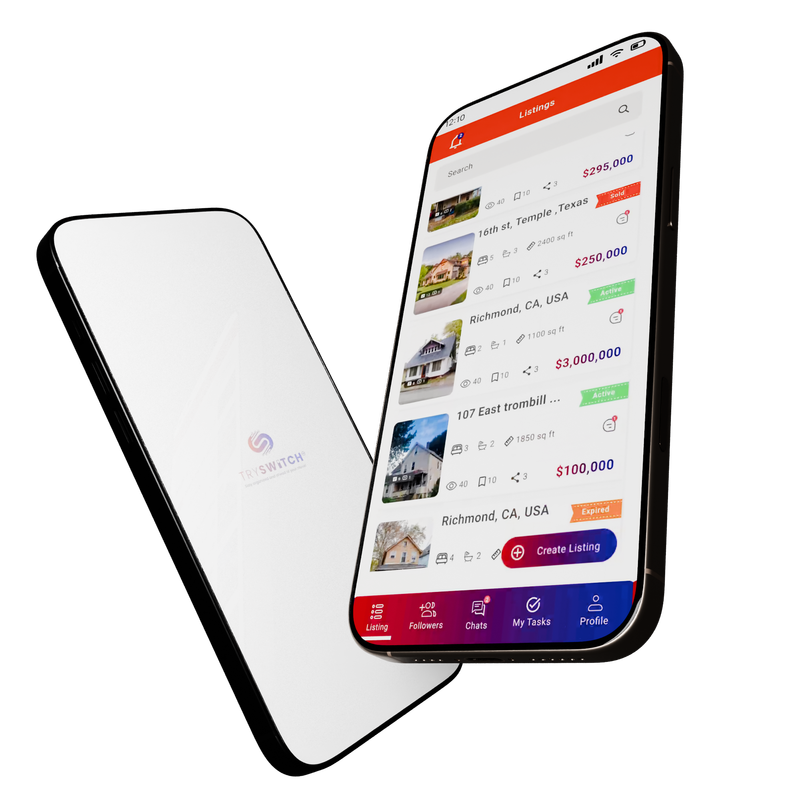 12:10
Listings
Search
$295,000
40 10 3
Sold
16th st, Temple ,Texas
5 3 2400 sq ft
$250,000
40 10 3
Active
Richmond, CA, USA
2 1 1100 sq ft
$3,000,000
40 10 3
Active
107 East trombill ...
3 2 1850 sq ft
$100,000
40 10 3
Expired
Richmond, CA, USA
4 2
Create Listing
Listing Followers Chats My Tasks Profile
TRYSWiTCH